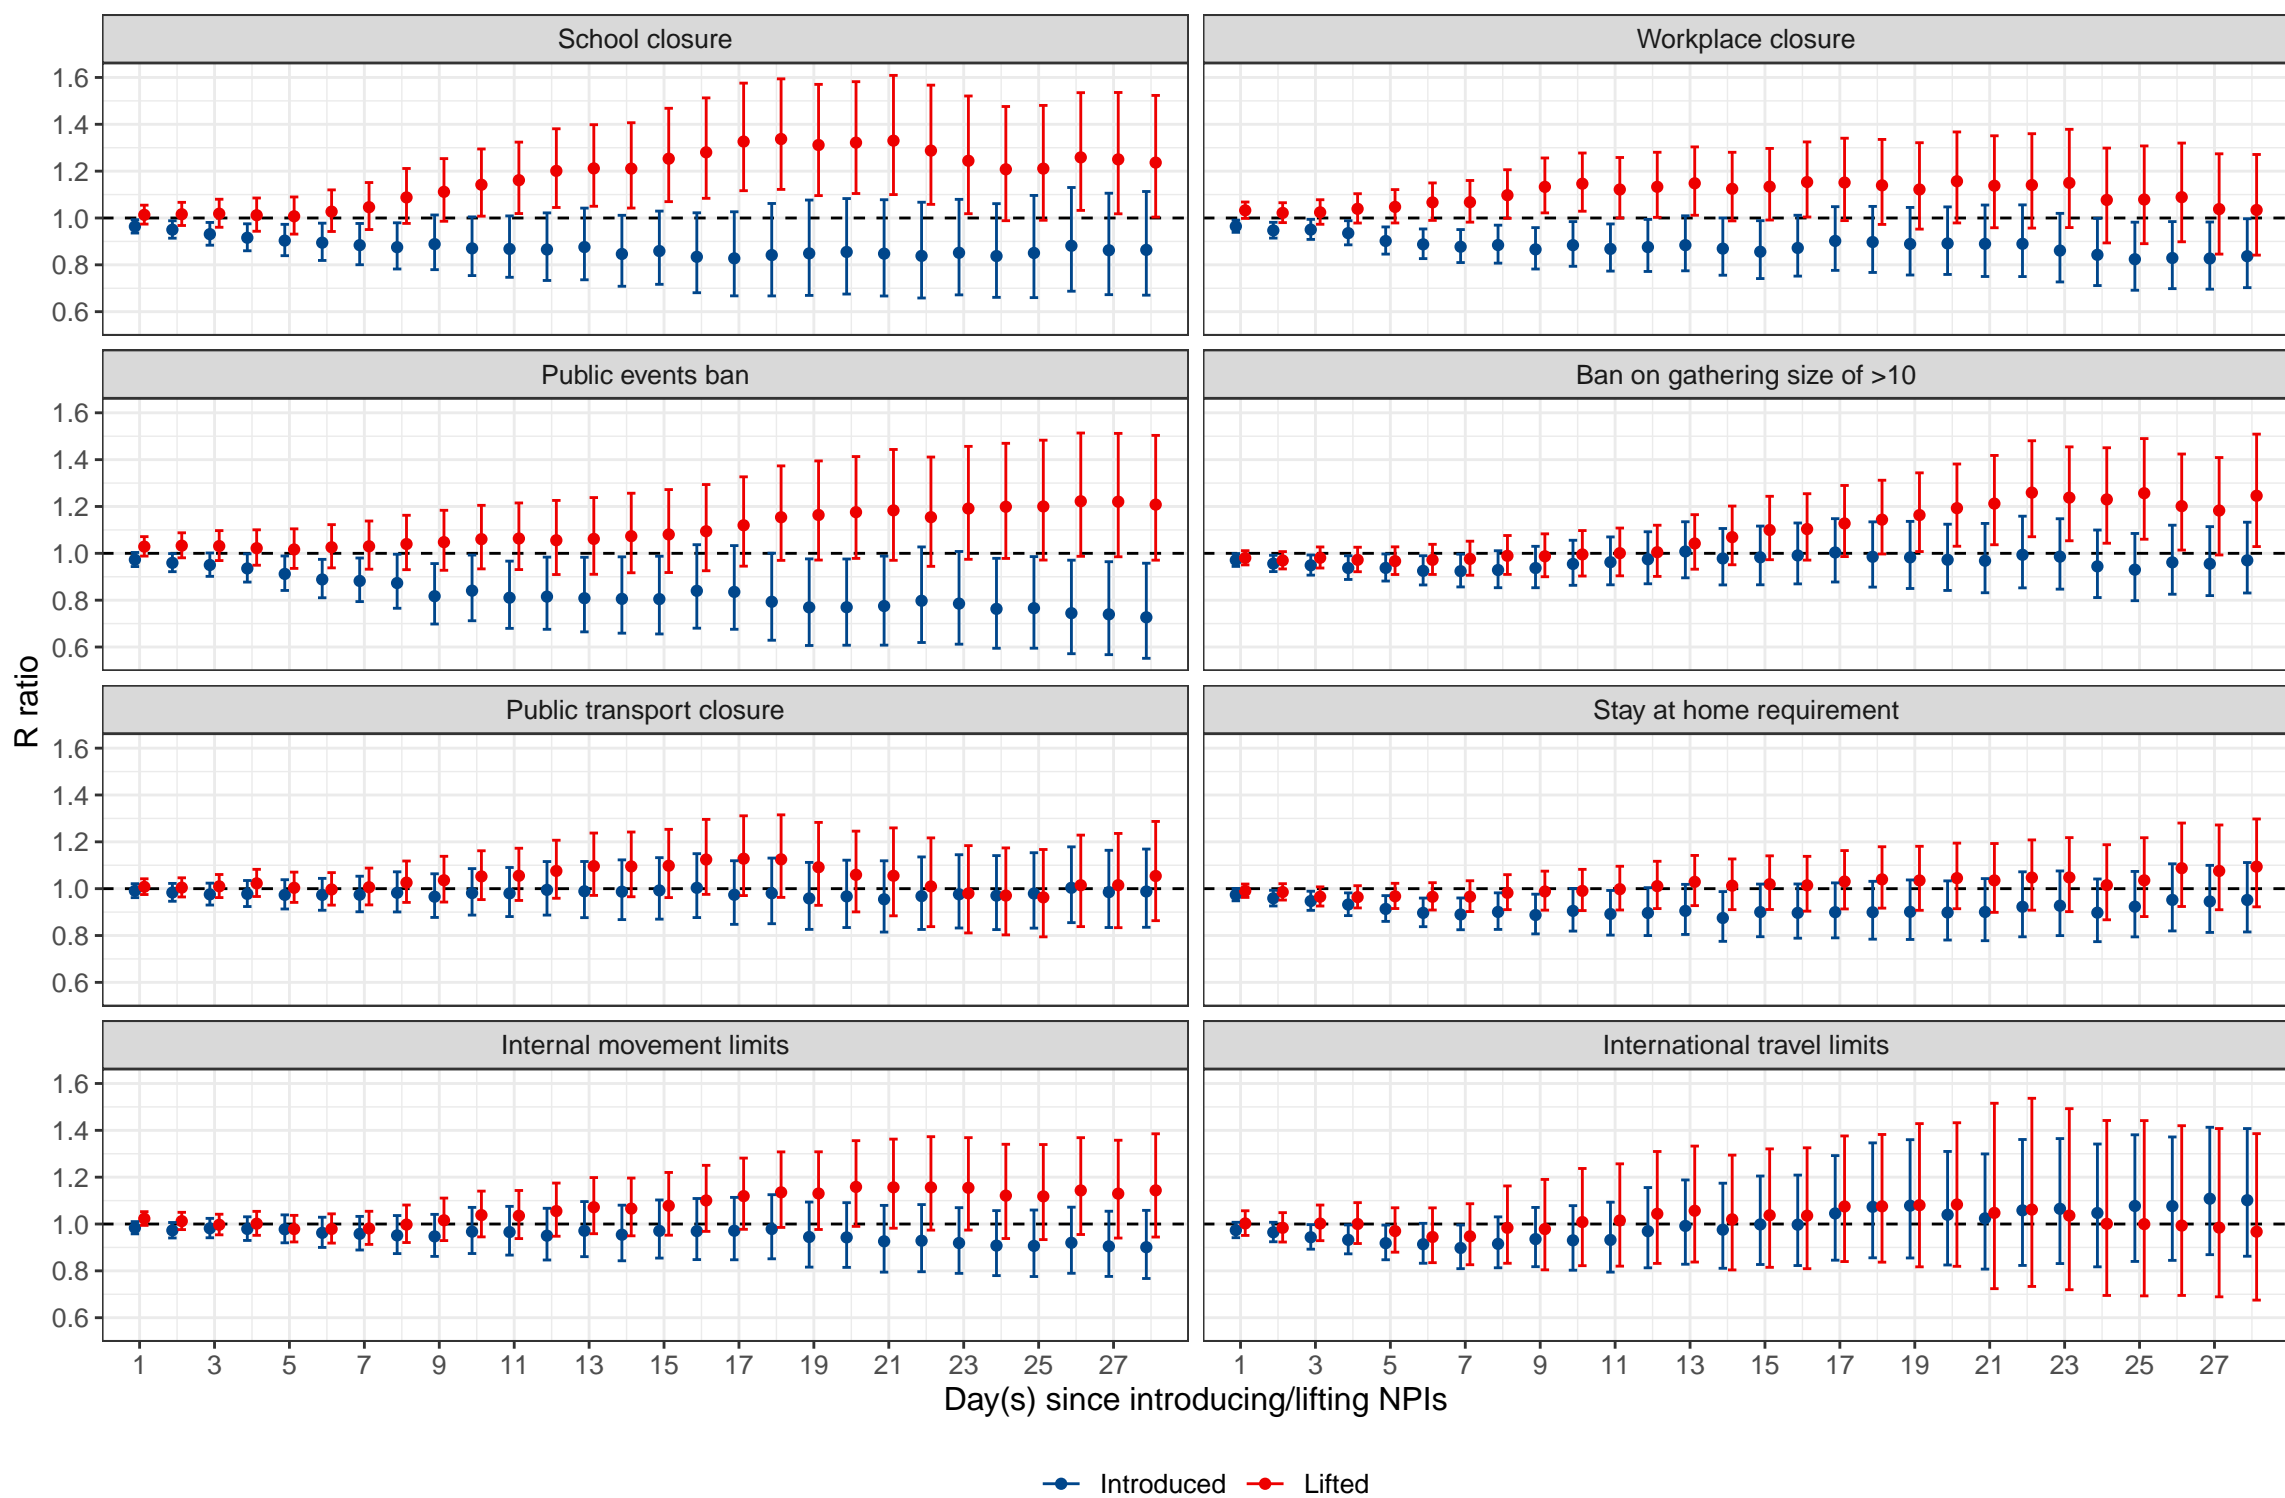 School closure
Workplace closure
1.6
1.4
1.2
1.0
0.8
0.6
Public events ban
Ban on gathering size of >10
1.6
1.4
1.2
1.0
0.8
0.6
Public transport closure
Stay at home requirement
1.6
1.4
1.2
1.0
0.8
0.6
Internal movement limits
International travel limits
1.6
1.4
1.2
1.0
0.8
0.6
R ratio
1 3 5 7 9 11 13 15 17 19 21 23 25 27
1 3 5 7 9 11 13 15 17 19 21 23 25 27
Day(s) since introducing/lifting NPIs
Introduced Lifted